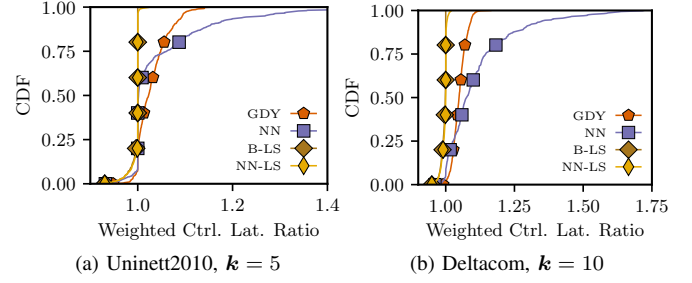 1.00
0.75
0.50
0.25
0.00
CDF
GDY
NN
B-LS
NN-LS
1.0 1.2 1.4
Weighted Ctrl. Lat. Ratio
(a) Uninett2010, k = 5
1.00
0.75
0.50
0.25
0.00
CDF
GDY
NN
B-LS
NN-LS
1.00 1.25 1.50 1.75
Weighted Ctrl. Lat. Ratio
(b) Deltacom, k = 10